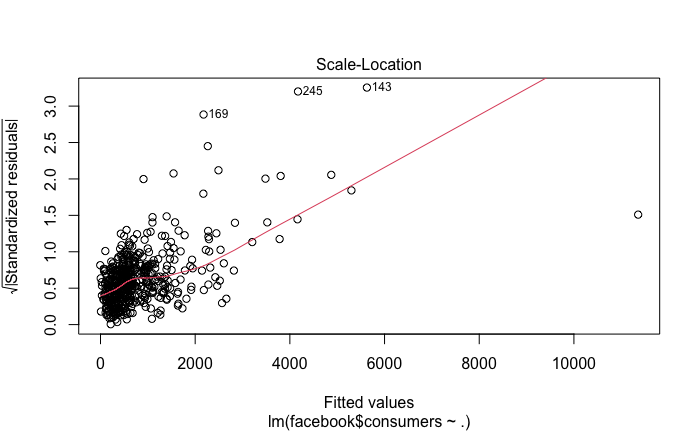 Scale-Location
√|Standardized residuals|
3.0
2.5
2.0
1.5
1.0
0.5
0.0
245
143
169
0 2000 4000 6000 8000 10000
Fitted values
lm(facebook$consumers ~ .)